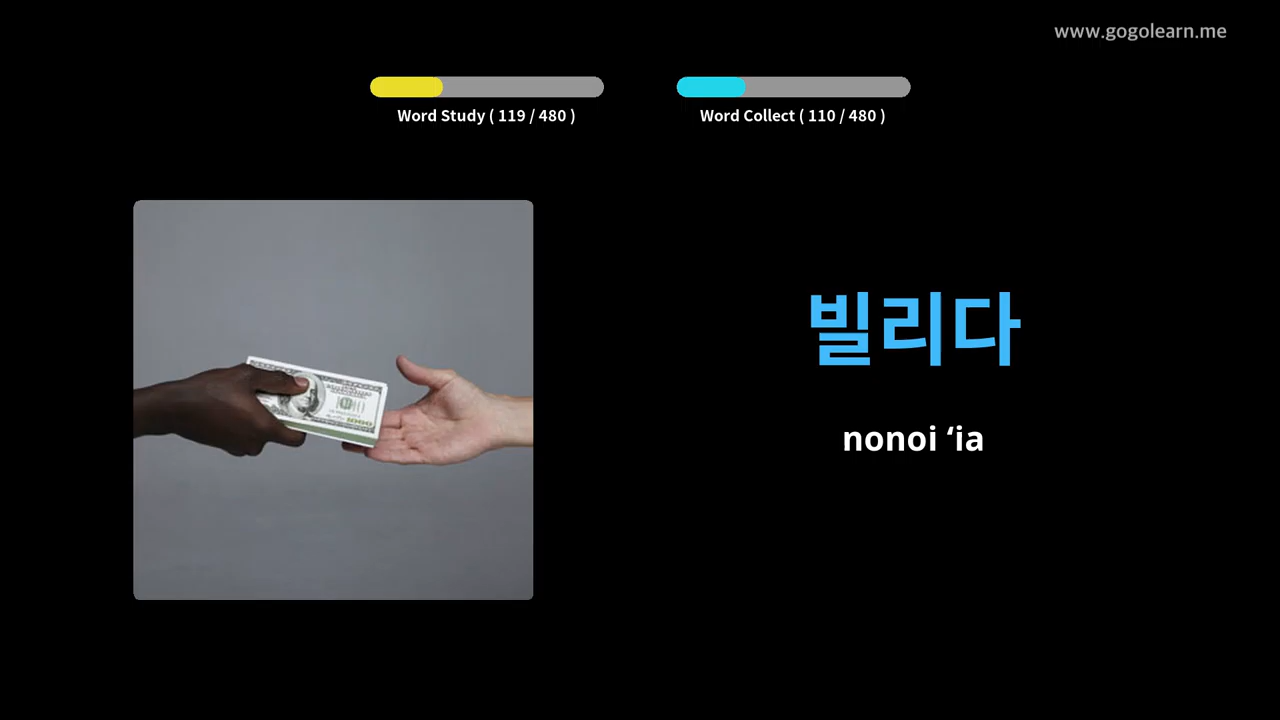 www.gogolearn.me
Word Study ( 119 / 480 )
Word Collect ( 110 / 480 )
빌리다
nonoi ‘ia